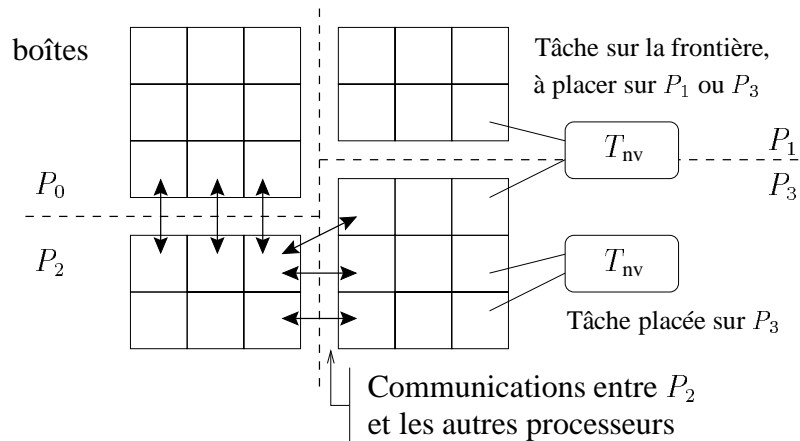 boîtes
Tâche sur la frontière,
à placer sur P1 ou P3
Tnv
P1
P0
P3
P2
Tnv
Tâche placée sur P3
Communications entre P2
et les autres processeurs